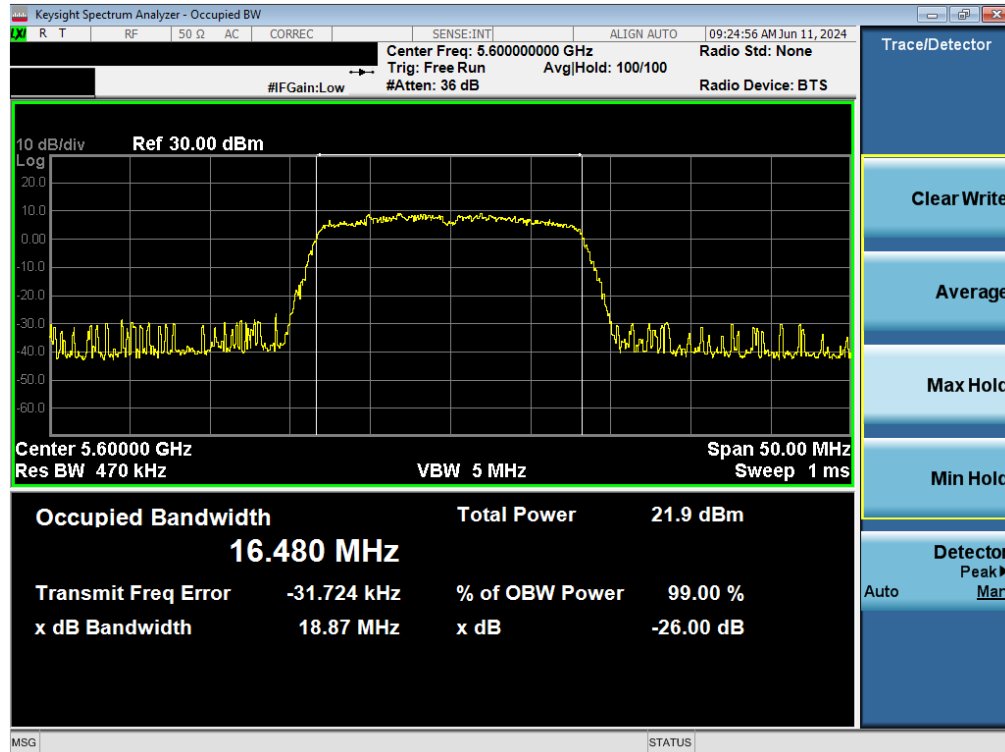 Keysight Spectrum Analyzer - Occupied BW
LXI R T RF 50 Ω AC CORREC SENSE:INT ALIGN AUTO 09:24:56 AM Jun 11, 2024
Center Freq: 5.600000000 GHz Radio Std: None
Trig: Free Run Avg|Hold: 100/100
#IFGain:Low #Atten: 36 dB Radio Device: BTS
Trace/Detector
10 dB/div Ref 30.00 dBm
Log
20.0
10.0
0.00
-10.0
-20.0
-30.0
-40.0
-50.0
-60.0
Center 5.60000 GHz Span 50.00 MHz
Res BW 470 kHz VBW 5 MHz Sweep 1 ms
Occupied Bandwidth Total Power 21.9 dBm
16.480 MHz
Transmit Freq Error -31.724 kHz % of OBW Power 99.00 %
x dB Bandwidth 18.87 MHz x dB -26.00 dB
Clear Write
Average
Max Hold
Min Hold
Detector
Peak
Auto Man
MSG STATUS